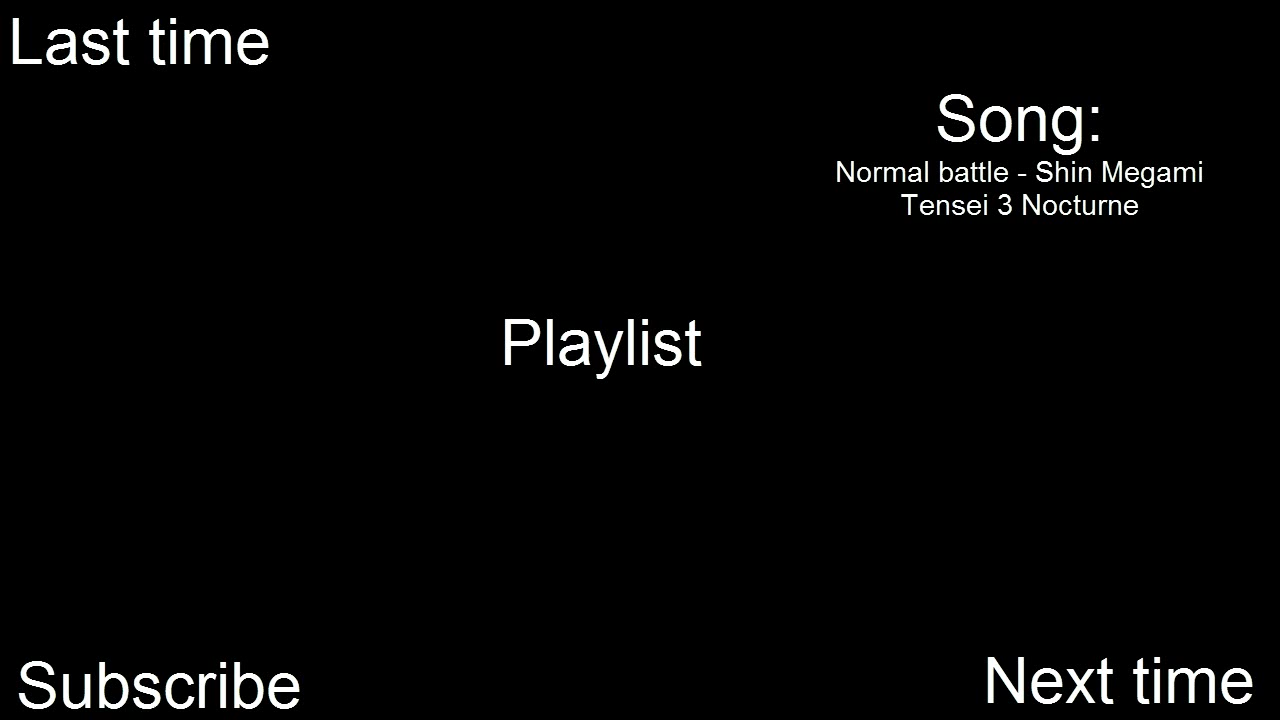 Last time
Song:
Normal battle - Shin Megami
Tensei 3 Nocturne
Playlist
Subscribe
Next time